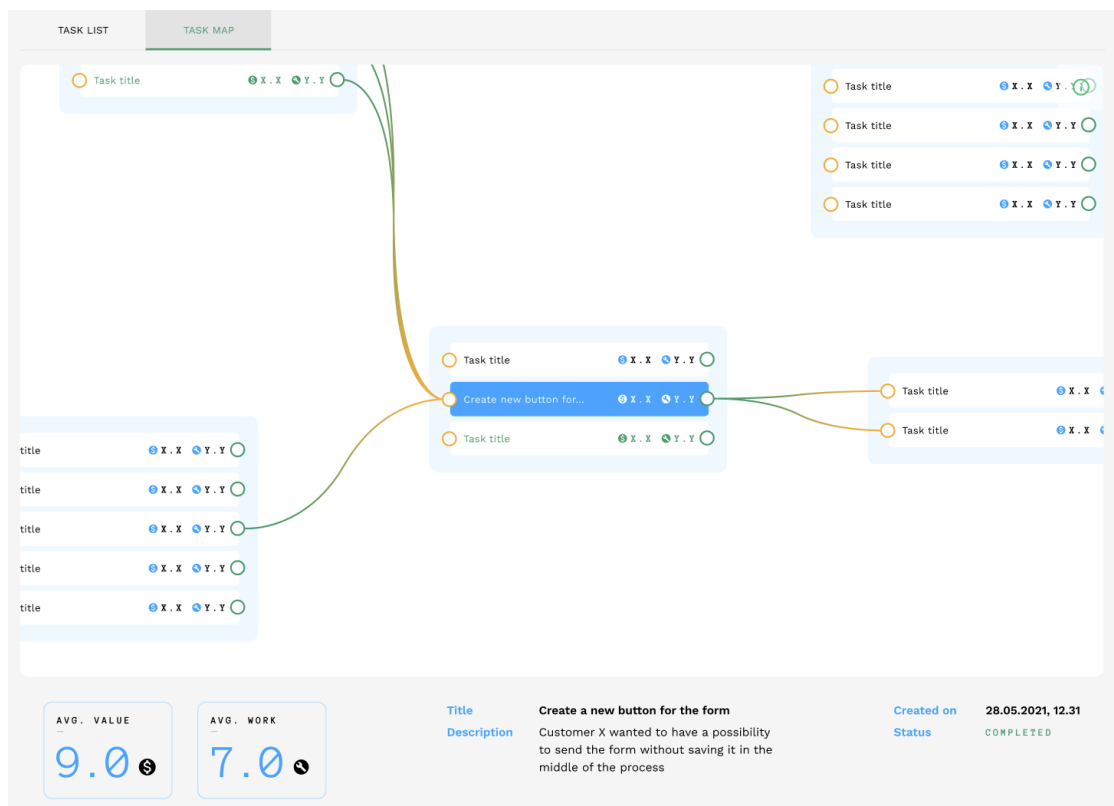 TASK LIST TASK MAP
Task title X.X Y.Y
Task title X.X Y.
Task title X.X Y.Y
Task title X.X Y.Y
Task title X.X Y.Y
Task title X.X Y.Y
Create new button for... X.X Y.Y
Task title X.X Y.Y
Task title X.X
Task title X.X
title X.X Y.Y
title X.X Y.Y
title X.X Y.Y
title X.X Y.Y
title X.X Y.Y
AVG. VALUE
9.0
AVG. WORK
7.0
Title Create a new button for the form
Description Customer X wanted to have a possibility
to send the form without saving it in the
middle of the process
Created on 28.05.2021, 12.31
Status COMPLETED